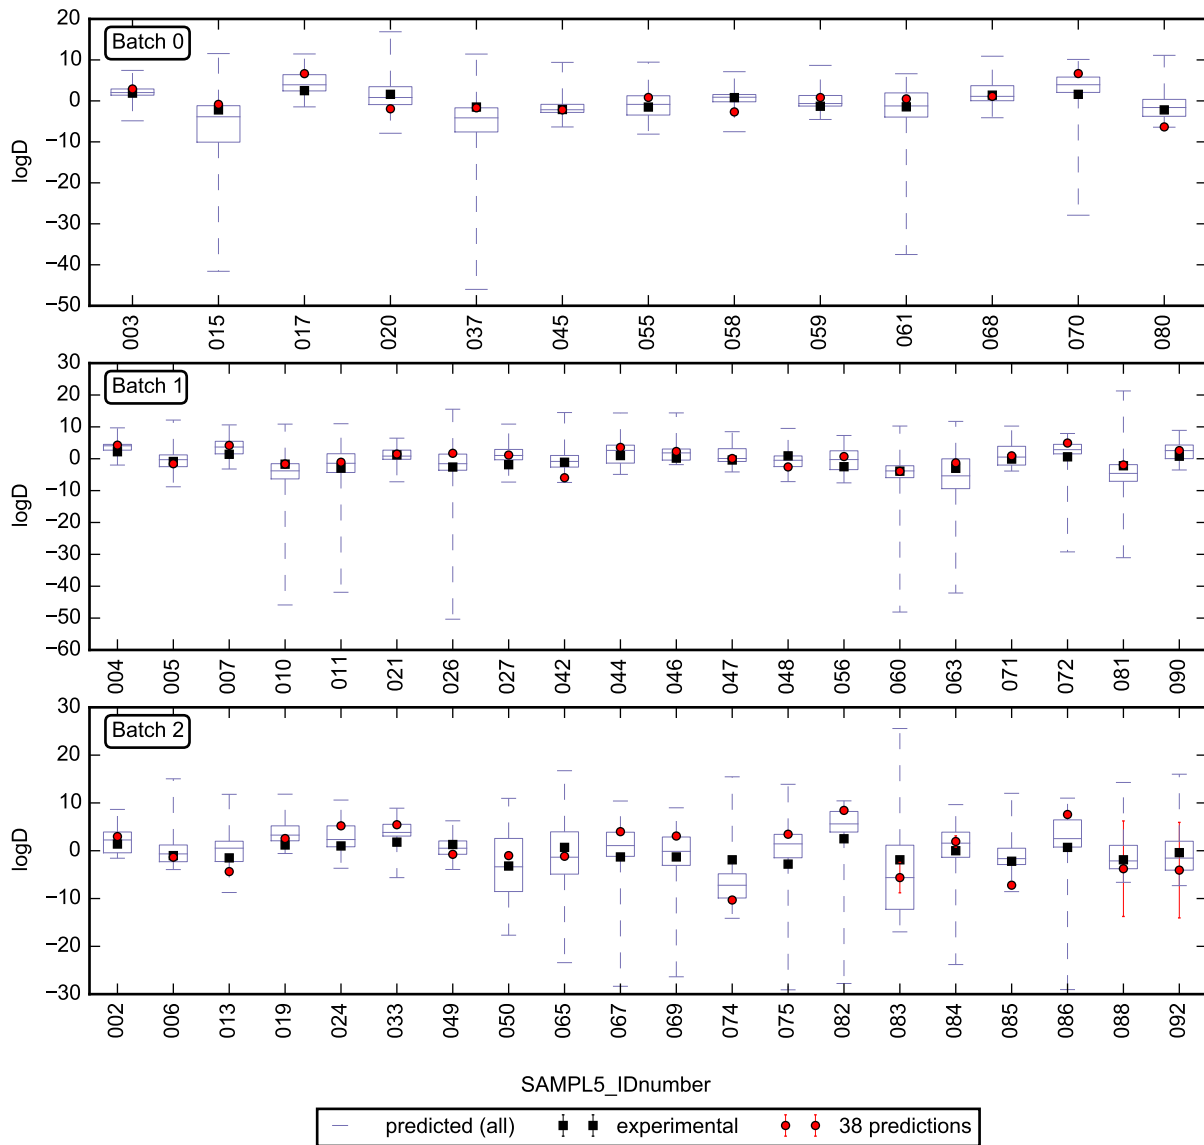 20
Batch 0
10
0
−10
logD
−20
−30
−40
−50
003 015 017 020 037 045 055 058 059 061 068 070 080
30
Batch 1
20
10
0
−10
logD
−20
−30
−40
−50
−60
004 005 007 010 011 021 026 027 042 044 046 047 048 056 060 063 071 072 081 090
30
Batch 2
20
10
0
logD
−10
−20
−30
002 006 013 019 024 033 049 050 065 067 069 074 075 082 083 084 085 086 088 092
SAMPL5_IDnumber
predicted (all) experimental 38 predictions